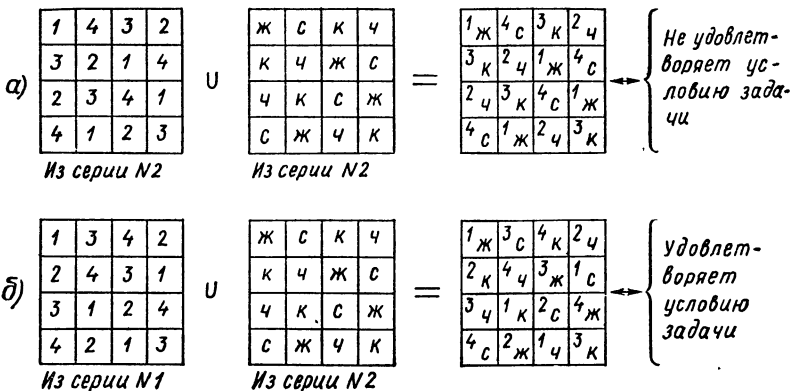 а)
1 4 3 2
3 2 1 4
2 3 4 1
4 1 2 3
Из серии N2
∪
ж с к ч
к ч ж с
ч к с ж
с ж ч к
Из серии N2
=
1ж 4с 3к 2ч
3к 2ч 1ж 4с
2ч 3к 4с 1ж
4с 1ж 2ч 3к
Не удовлет-
воряет ус-
ловию зада-
чи
б)
1 3 4 2
2 4 3 1
3 1 2 4
4 2 1 3
Из серии N1
∪
ж с к ч
к ч ж с
ч к с ж
с ж ч к
Из серии N2
=
1ж 3с 4к 2ч
2к 4ч 3ж 1с
3ч 1к 2с 4ж
4с 2ж 1ч 3к
Удовлет-
воряет
условию
задачи